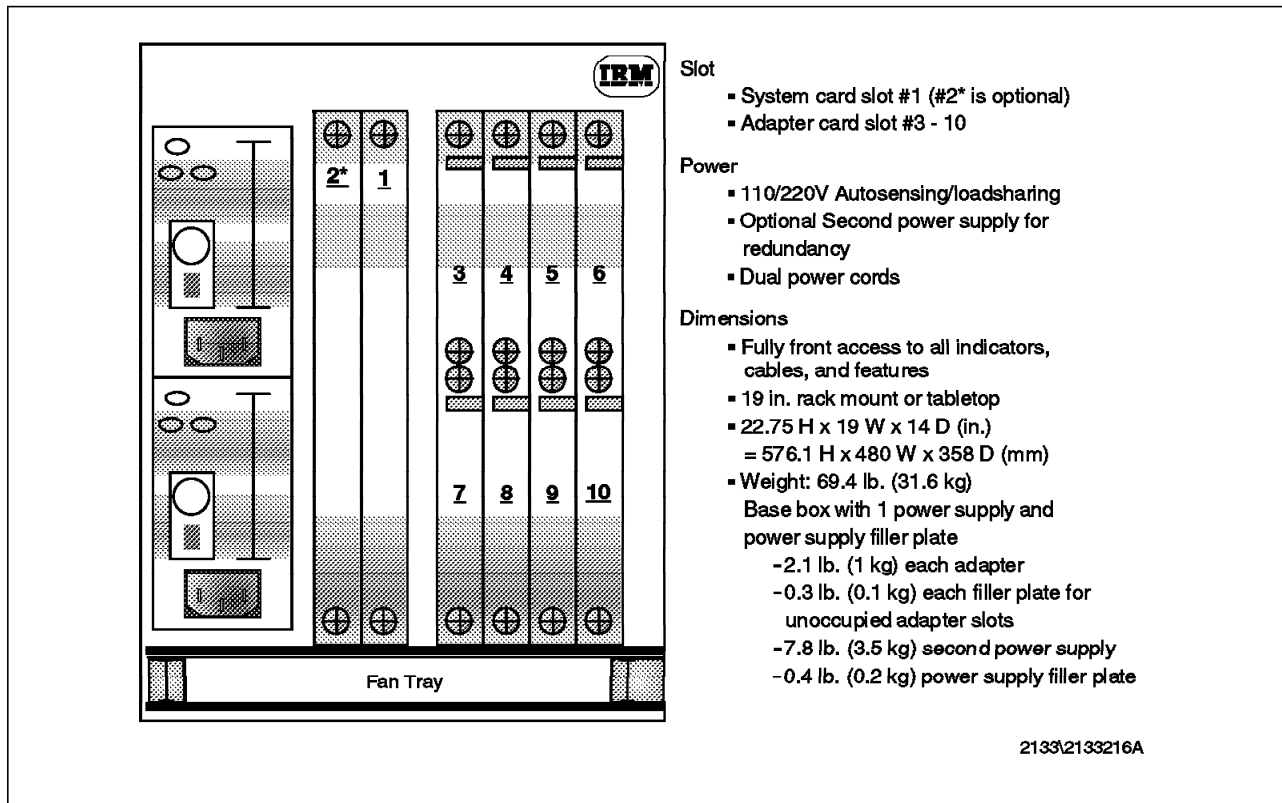 IBM
2* 1
3 4 5 6
7 8 9 10
Fan Tray
Slot
▪ System card slot #1 (#2* is optional)
▪ Adapter card slot #3 - 10
Power
▪ 110/220V Autosensing/loadsharing
▪ Optional Second power supply for
redundancy
▪ Dual power cords
Dimensions
▪ Fully front access to all indicators,
cables, and features
▪ 19 in. rack mount or tabletop
▪ 22.75 H x 19 W x 14 D (in.)
= 576.1 H x 480 W x 358 D (mm)
▪ Weight: 69.4 lb. (31.6 kg)
Base box with 1 power supply and
power supply filler plate
-2.1 lb. (1 kg) each adapter
-0.3 lb. (0.1 kg) each filler plate for
unoccupied adapter slots
-7.8 lb. (3.5 kg) second power supply
-0.4 lb. (0.2 kg) power supply filler plate
2133\2133216A